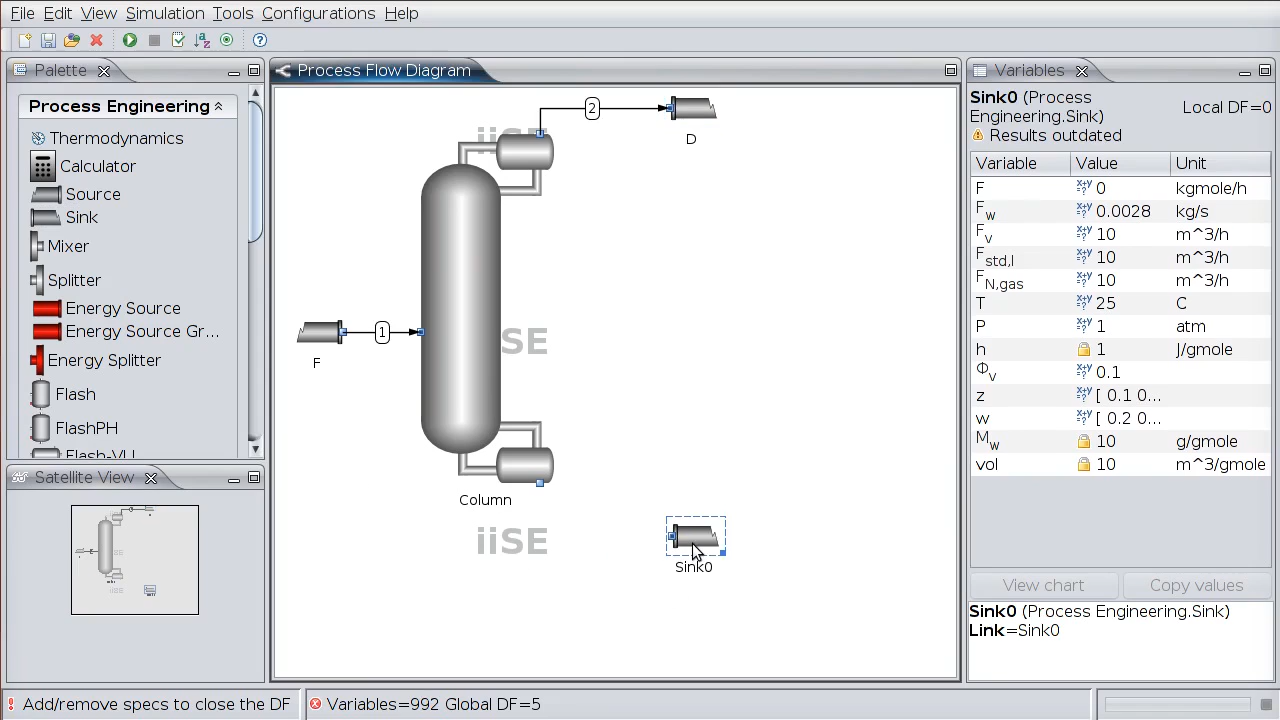 File Edit View Simulation Tools Configurations Help
Palette
Process Engineering
Thermodynamics
Calculator
Source
Sink
Mixer
Splitter
Energy Source
Energy Source Gr...
Energy Splitter
Flash
FlashPH
Satellite View
Process Flow Diagram
iiSE
2
D
1
F
SE
Column
iiSE
Sink0
Variables
Sink0 (Process Engineering.Sink)
Local DF=0
Results outdated
Variable Value Unit
F 0 kgmole/h
Fw 0.0028 kg/s
Fv 10 m^3/h
Fstd,l 10 m^3/h
FN,gas 10 m^3/h
T 25 C
P 1 atm
h 1 J/gmole
Φv 0.1
z [ 0.1 0...
w [ 0.2 0...
Mw 10 g/gmole
vol 10 m^3/gmole
View chart Copy values
Sink0 (Process Engineering.Sink)
Link=Sink0
Add/remove specs to close the DF
Variables=992 Global DF=5